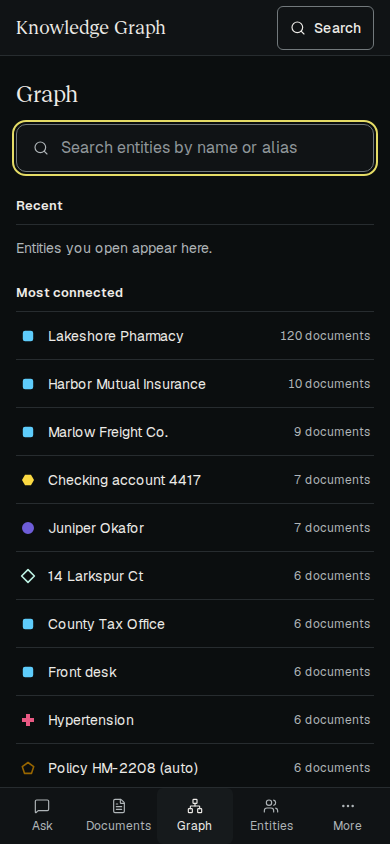 Knowledge Graph
Search
Graph
Search entities by name or alias
Recent
Entities you open appear here.
Most connected
Lakeshore Pharmacy 120 documents
Harbor Mutual Insurance 10 documents
Marlow Freight Co. 9 documents
Checking account 4417 7 documents
Juniper Okafor 7 documents
14 Larkspur Ct 6 documents
County Tax Office 6 documents
Front desk 6 documents
Hypertension 6 documents
Policy HM-2208 (auto) 6 documents
Ask Documents Graph Entities More